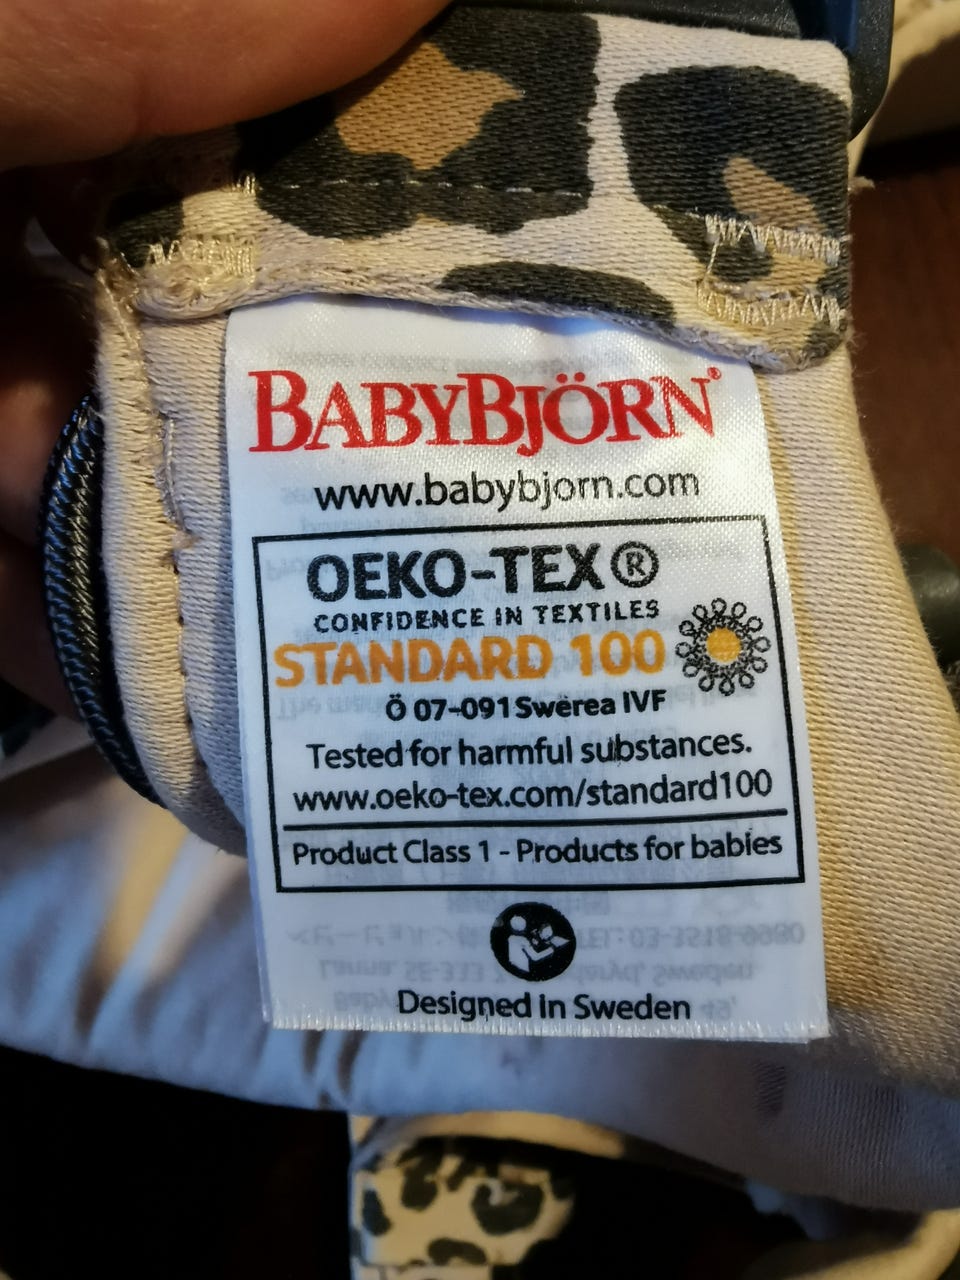 BABYBJÖRN®
www.babybjorn.com
OEKO-TEX®
CONFIDENCE IN TEXTILES
STANDARD 100
Ö 07-091 Swerea IVF
Tested for harmful substances.
www.oeko-tex.com/standard100
Product Class 1 - Products for babies
Designed in Sweden